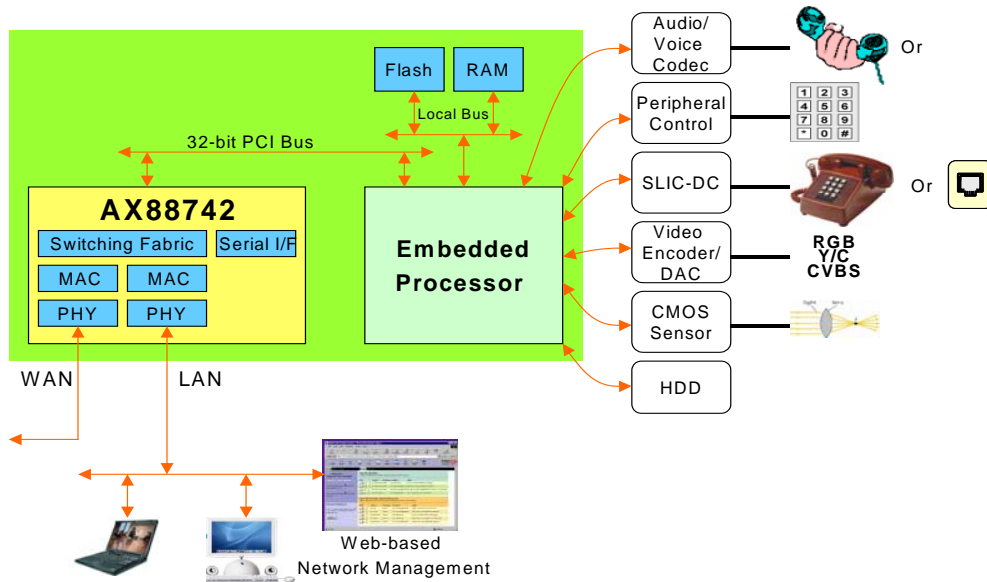 Audio/
Voice
Codec
Or
Flash
RAM
Local Bus
Peripheral
Control
1 2 3
4 5 6
7 8 9
* 0 #
32-bit PCI Bus
SLIC-DC
Or
AX88742
Switching Fabric
Serial I/F
MAC
MAC
PHY
PHY
Embedded
Processor
Video
Encoder/
DAC
RGB
Y/C
CVBS
CMOS
Sensor
HDD
WAN
LAN
Web-based
Network Management